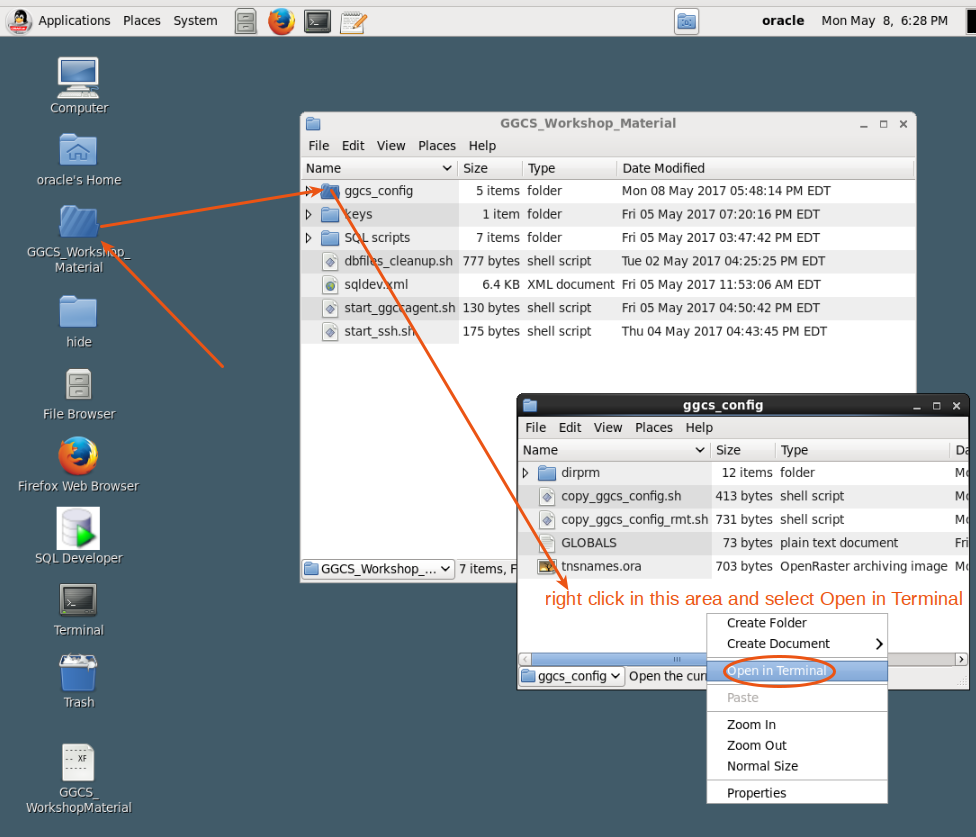 Applications Places System oracle Mon May 8, 6:28 PM
Computer
oracle's Home
GGCS_Workshop_
Material
hide
File Browser
Firefox Web Browser
SQL Developer
Terminal
Trash
XF
GGCS_
WorkshopMaterial
GGCS_Workshop_Material
File Edit View Places Help
Name Size Type Date Modified
ggcs_config 5 items folder Mon 08 May 2017 05:48:14 PM EDT
keys 1 item folder Fri 05 May 2017 07:20:16 PM EDT
SQL scripts 7 items folder Fri 05 May 2017 03:47:42 PM EDT
dbfiles_cleanup.sh 777 bytes shell script Tue 02 May 2017 04:25:25 PM EDT
sqldev.xml 6.4 KB XML document Fri 05 May 2017 11:53:06 AM EDT
start_ggccagent.sh 130 bytes shell script Fri 05 May 2017 04:50:42 PM EDT
start_ssh.sh 175 bytes shell script Thu 04 May 2017 04:43:45 PM EDT
GGCS_Workshop_... 7 items, F
ggcs_config
File Edit View Places Help
Name Size Type Da
dirprm 12 items folder Mo
copy_ggcs_config.sh 413 bytes shell script Mo
copy_ggcs_config_rmt.sh 731 bytes shell script Mo
GLOBALS 73 bytes plain text document Fri
tnsnames.ora 703 bytes OpenRaster archiving image Mo
right click in this area and select Open in Terminal
ggcs_config Open the cur
Create Folder
Create Document
Open in Terminal
Paste
Zoom In
Zoom Out
Normal Size
Properties